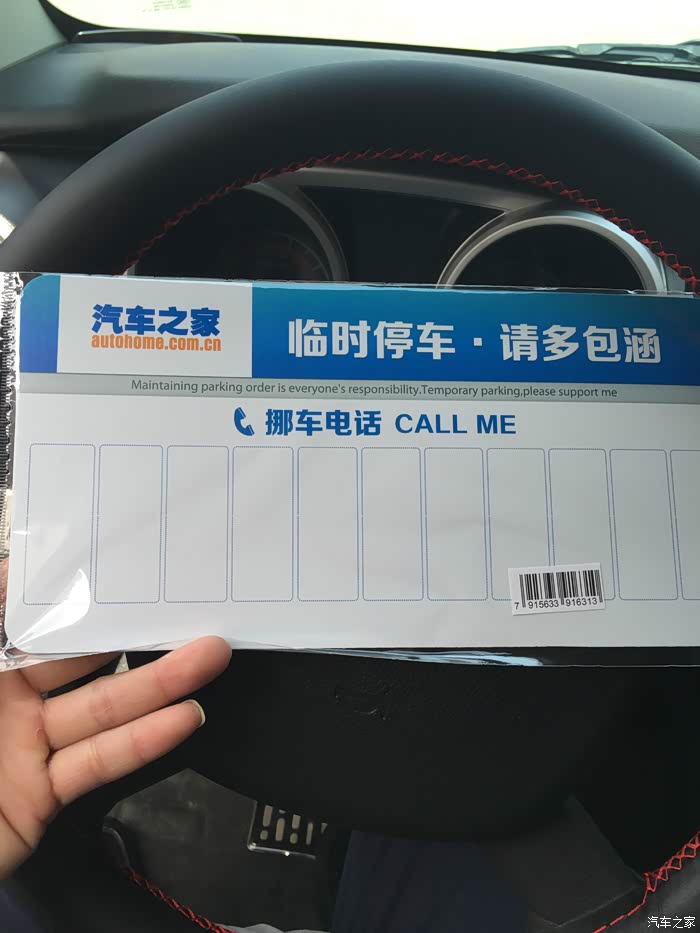 汽车之家
autohome.com.cn
临时停车·请多包涵
Maintaining parking order is everyone's responsibility.Temporary parking,please support me
挪车电话 CALL ME
7 915633 916313
汽车之家